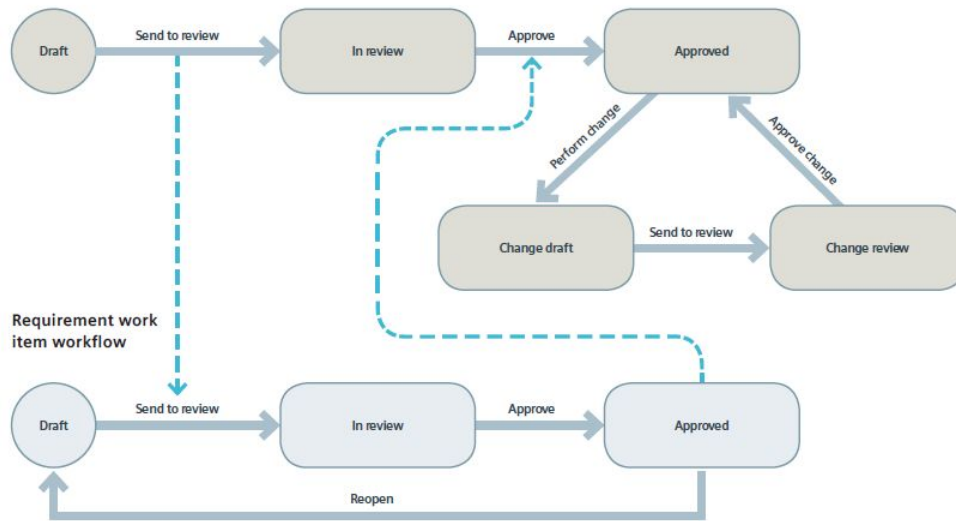 Draft
Send to review
In review
Approve
Approved
Perform change
Approve change
Change draft
Send to review
Change review
Requirement work
item workflow
Draft
Send to review
In review
Approve
Approved
Reopen